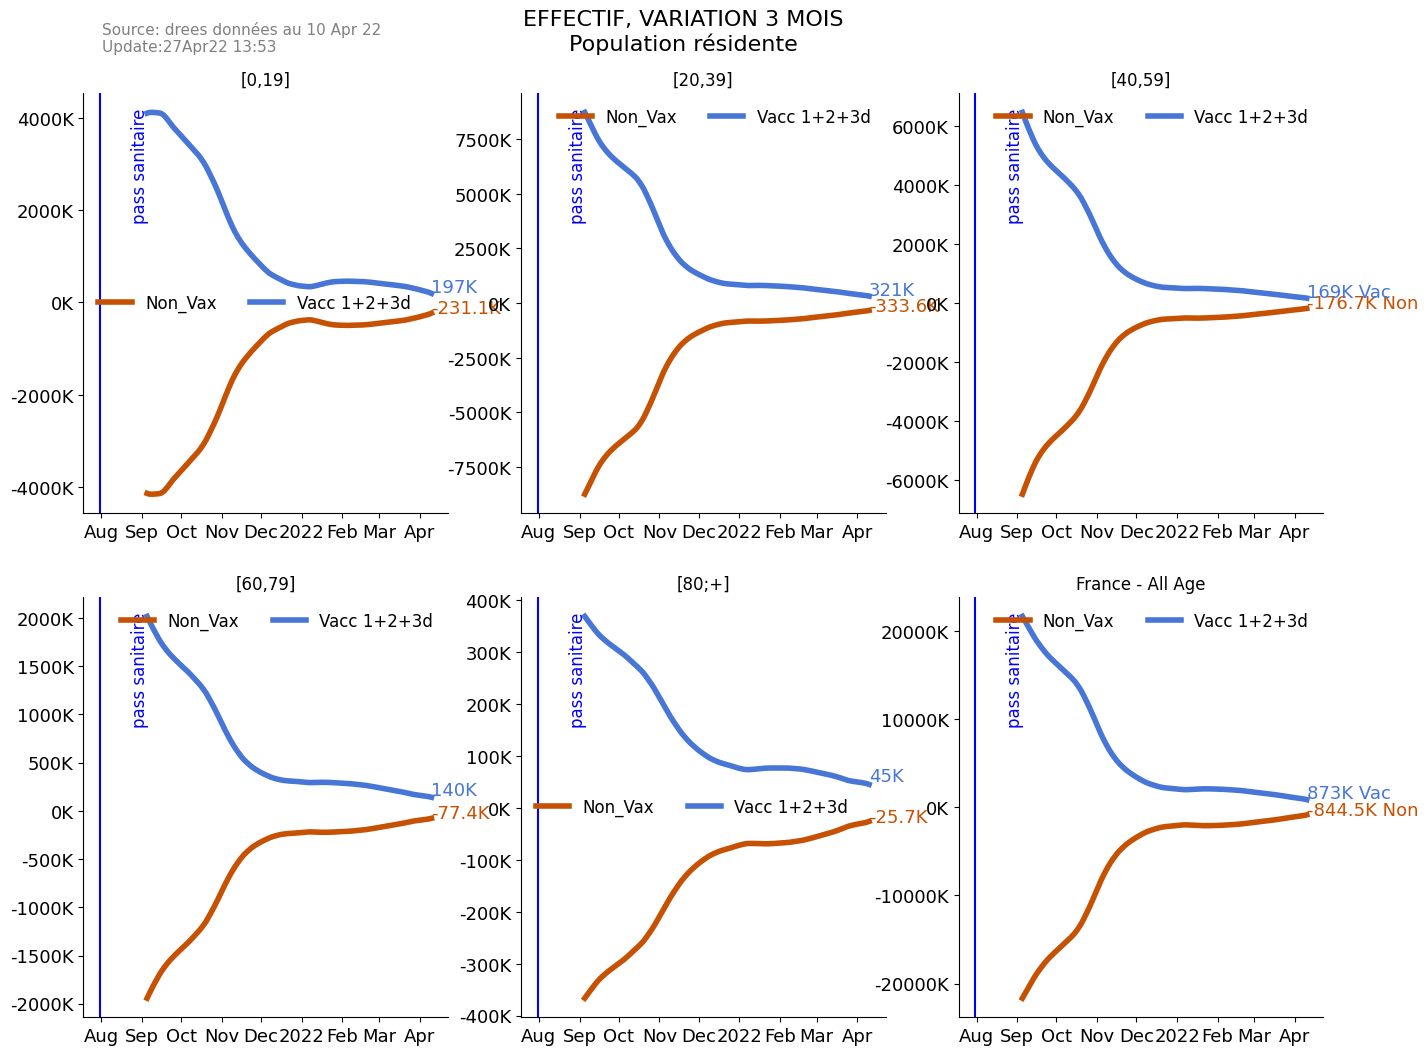 EFFECTIF, VARIATION 3 MOIS
Population résidente
Source: drees données au 10 Apr 22
Update:27Apr22 13:53
[0,19]
4000K
2000K
0K
-2000K
-4000K
pass sanitaire
Non_Vax
Vacc 1+2+3d
197K
-231.1K
Aug Sep Oct Nov Dec 2022 Feb Mar Apr
[20,39]
7500K
5000K
2500K
0K
-2500K
-5000K
-7500K
pass sanitaire
Non_Vax
Vacc 1+2+3d
321K
-333.6K
Aug Sep Oct Nov Dec 2022 Feb Mar Apr
[40,59]
6000K
4000K
2000K
0K
-2000K
-4000K
-6000K
pass sanitaire
Non_Vax
Vacc 1+2+3d
169K Vac
-176.7K Non
Aug Sep Oct Nov Dec 2022 Feb Mar Apr
[60,79]
2000K
1500K
1000K
500K
0K
-500K
-1000K
-1500K
-2000K
pass sanitaire
Non_Vax
Vacc 1+2+3d
140K
-77.4K
Aug Sep Oct Nov Dec 2022 Feb Mar Apr
[80;+]
400K
300K
200K
100K
0K
-100K
-200K
-300K
-400K
pass sanitaire
Non_Vax
Vacc 1+2+3d
45K
-25.7K
Aug Sep Oct Nov Dec 2022 Feb Mar Apr
France - All Age
20000K
10000K
0K
-10000K
-20000K
pass sanitaire
Non_Vax
Vacc 1+2+3d
873K Vac
-844.5K Non
Aug Sep Oct Nov Dec 2022 Feb Mar Apr